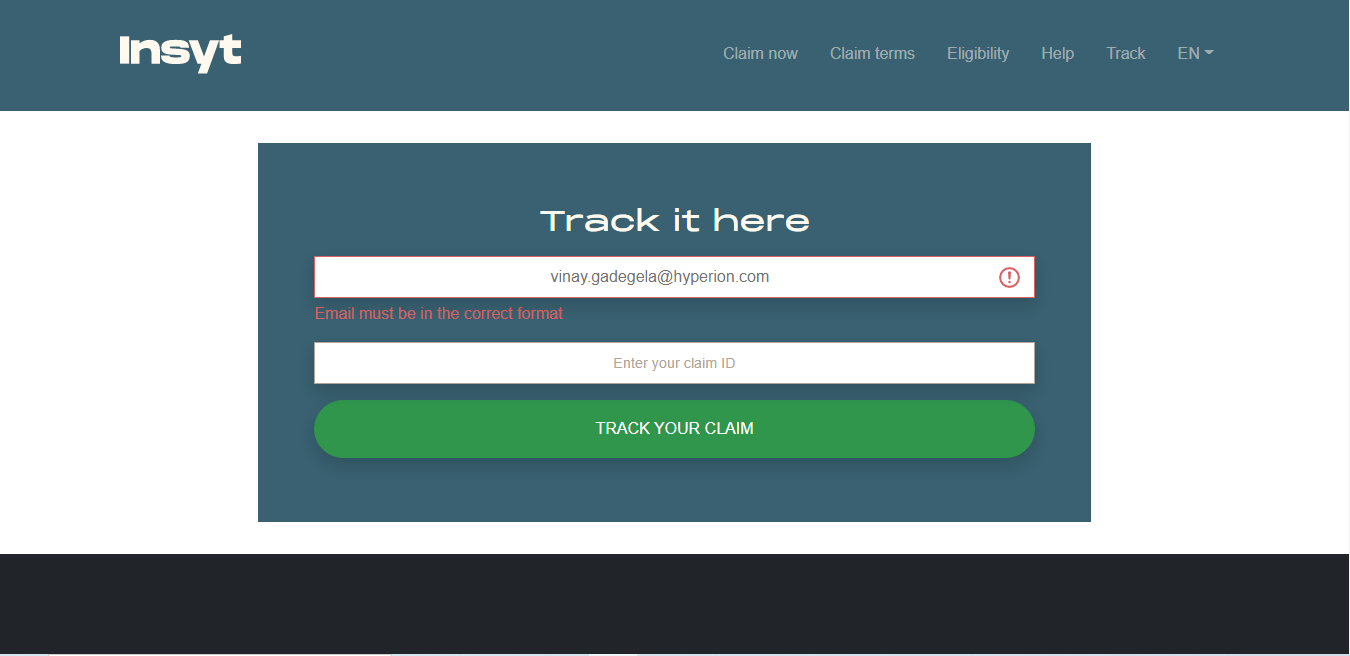 Insyt
Claim now Claim terms Eligibility Help Track EN
Track it here
vinay.gadegela@hyperion.com
Email must be in the correct format
Enter your claim ID
TRACK YOUR CLAIM